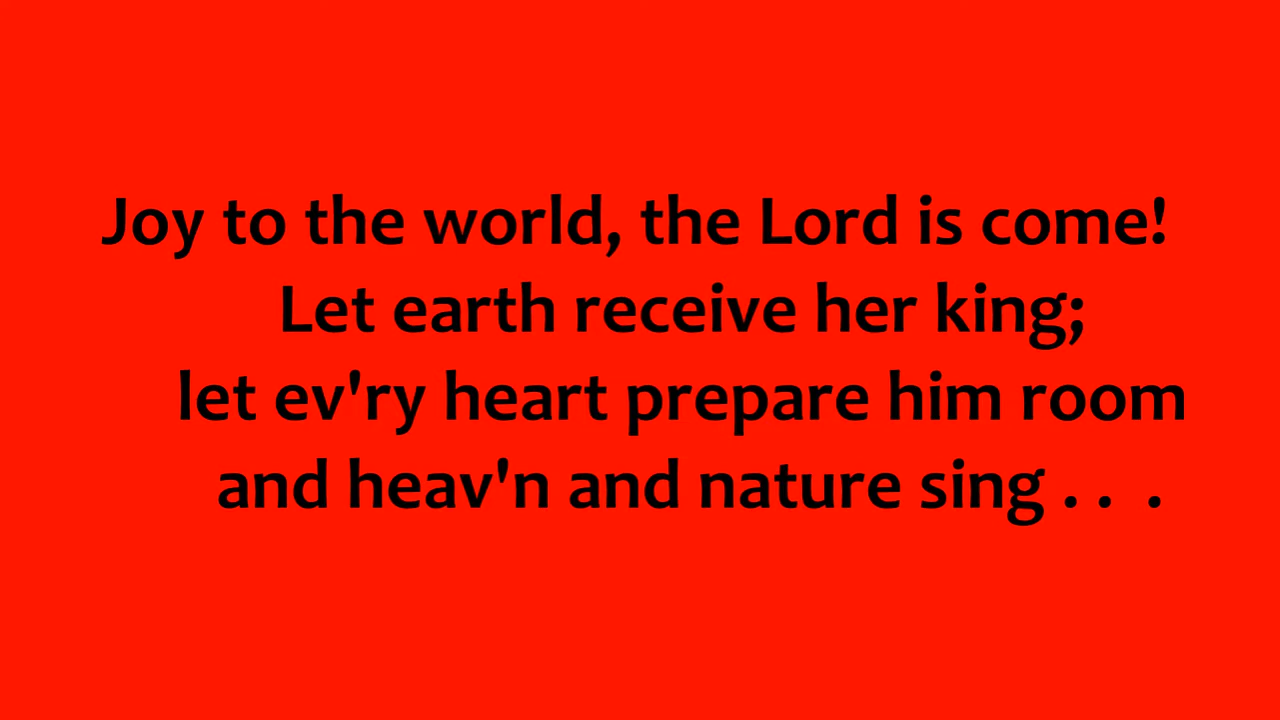 Joy to the world, the Lord is come!
Let earth receive her king;
let ev'ry heart prepare him room
and heav'n and nature sing . .  .